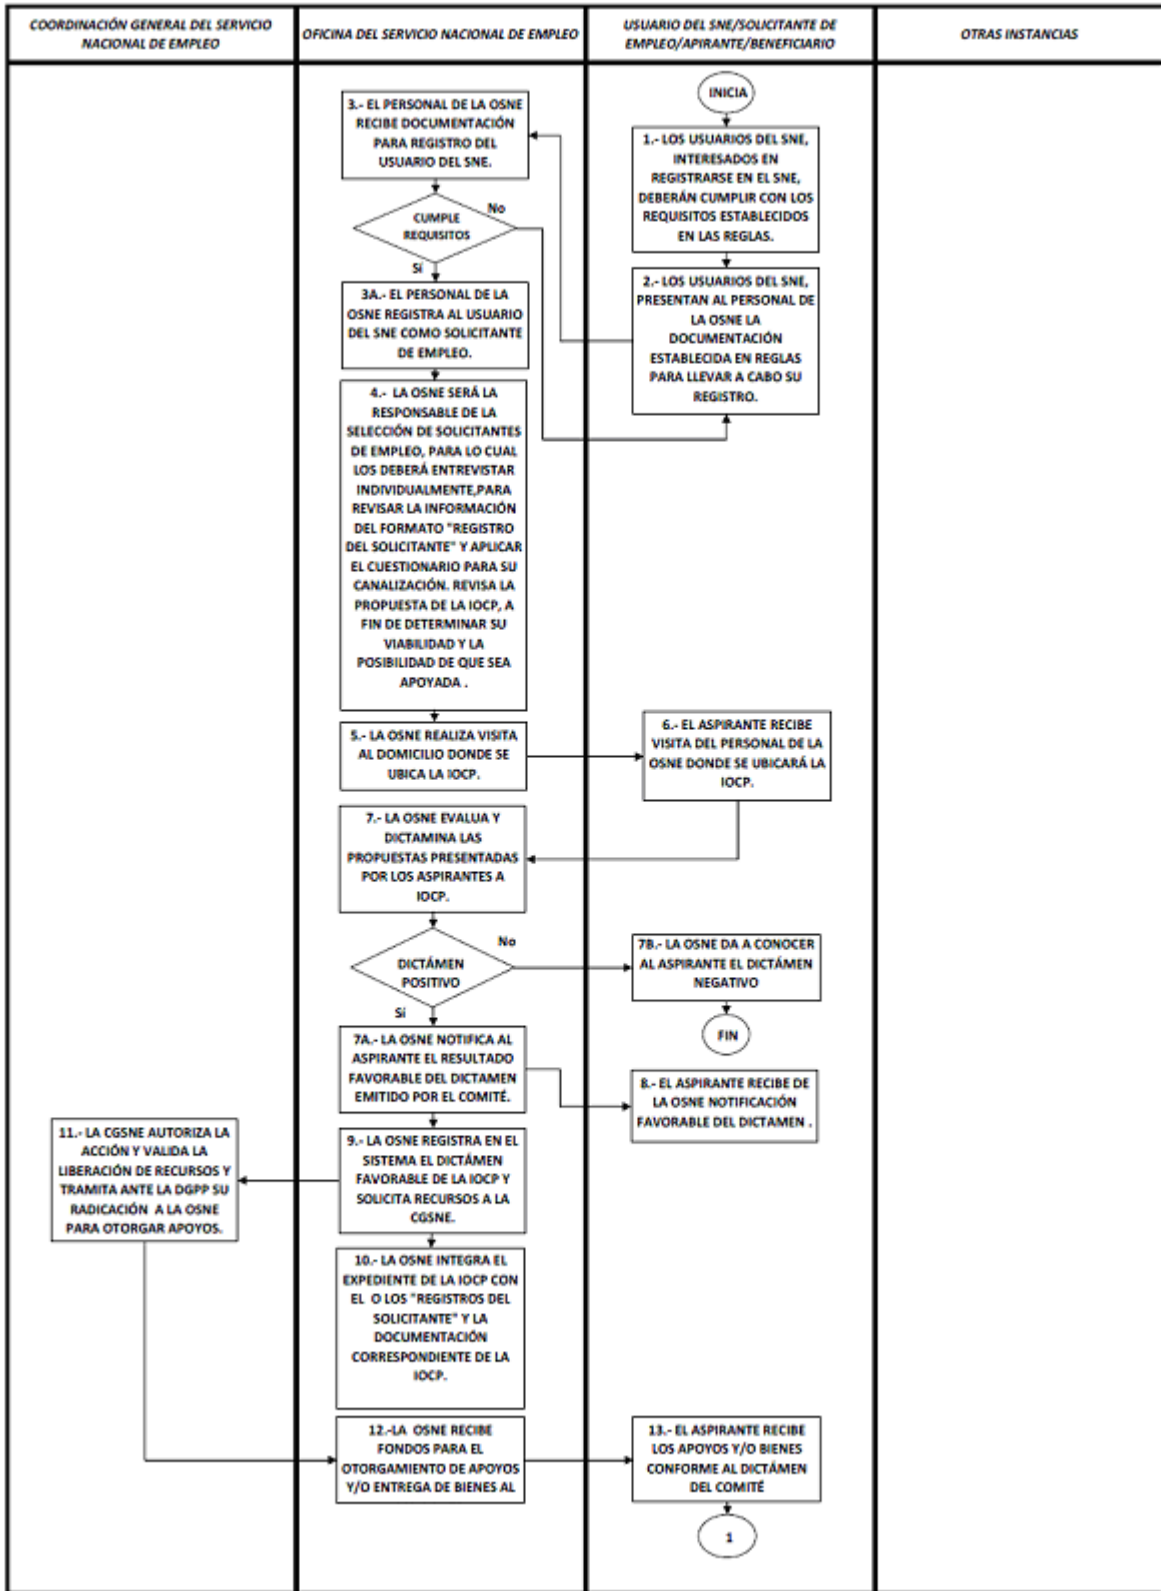 COORDINACIÓN GENERAL DEL SERVICIO
NACIONAL DE EMPLEO
OFICINA DEL SERVICIO NACIONAL DE EMPLEO
USUARIO DEL SNE/SOLICITANTE DE
EMPLEO/APIRANTE/BENEFICIARIO
OTRAS INSTANCIAS
INICIA
1.- LOS USUARIOS DEL SNE,
INTERESADOS EN
REGISTRARSE EN EL SNE,
DEBERÁN CUMPLIR CON LOS
REQUISITOS ESTABLECIDOS
EN LAS REGLAS.
2.- LOS USUARIOS DEL SNE,
PRESENTAN AL PERSONAL DE
LA OSNE LA
DOCUMENTACIÓN
ESTABLECIDA EN REGLAS
PARA LLEVAR A CABO SU
REGISTRO.
3.- EL PERSONAL DE LA OSNE
RECIBE DOCUMENTACIÓN
PARA REGISTRO DEL
USUARIO DEL SNE.
CUMPLE
REQUISITOS
No
Sí
3A.- EL PERSONAL DE LA
OSNE REGISTRA AL USUARIO
DEL SNE COMO SOLICITANTE
DE EMPLEO.
4.- LA OSNE SERÁ LA
RESPONSABLE DE LA
SELECCIÓN DE SOLICITANTES
DE EMPLEO, PARA LO CUAL
LOS DEBERÁ ENTREVISTAR
INDIVIDUALMENTE,PARA
REVISAR LA INFORMACIÓN
DEL FORMATO "REGISTRO
DEL SOLICITANTE" Y APLICAR
EL CUESTIONARIO PARA SU
CANALIZACIÓN. REVISA LA
PROPUESTA DE LA IOCP, A
FIN DE DETERMINAR SU
VIABILIDAD Y LA
POSIBILIDAD DE QUE SEA
APOYADA .
5.- LA OSNE REALIZA VISITA
AL DOMICILIO DONDE SE
UBICA LA IOCP.
6.- EL ASPIRANTE RECIBE
VISITA DEL PERSONAL DE LA
OSNE DONDE SE UBICARÁ LA
IOCP.
7.- LA OSNE EVALUA Y
DICTAMINA LAS
PROPUESTAS PRESENTADAS
POR LOS ASPIRANTES A
IOCP.
DICTÁMEN
POSITIVO
No
Sí
7B.- LA OSNE DA A CONOCER
AL ASPIRANTE EL DICTÁMEN
NEGATIVO
FIN
7A.- LA OSNE NOTIFICA AL
ASPIRANTE EL RESULTADO
FAVORABLE DEL DICTAMEN
EMITIDO POR EL COMITÉ.
8.- EL ASPIRANTE RECIBE DE
LA OSNE NOTIFICACIÓN
FAVORABLE DEL DICTAMEN .
9.- LA OSNE REGISTRA EN EL
SISTEMA EL DICTÁMEN
FAVORABLE DE LA IOCP Y
SOLICITA RECURSOS A LA
CGSNE.
11.- LA CGSNE AUTORIZA LA
ACCIÓN Y VALIDA LA
LIBERACIÓN DE RECURSOS Y
TRAMITA ANTE LA DGPP SU
RADICACIÓN A LA OSNE
PARA OTORGAR APOYOS.
10.- LA OSNE INTEGRA EL
EXPEDIENTE DE LA IOCP CON
EL O LOS "REGISTROS DEL
SOLICITANTE" Y LA
DOCUMENTACIÓN
CORRESPONDIENTE DE LA
IOCP.
12.-LA OSNE RECIBE
FONDOS PARA EL
OTORGAMIENTO DE APOYOS
Y/O ENTREGA DE BIENES AL
13.- EL ASPIRANTE RECIBE
LOS APOYOS Y/O BIENES
CONFORME AL DICTÁMEN
DEL COMITÉ
1